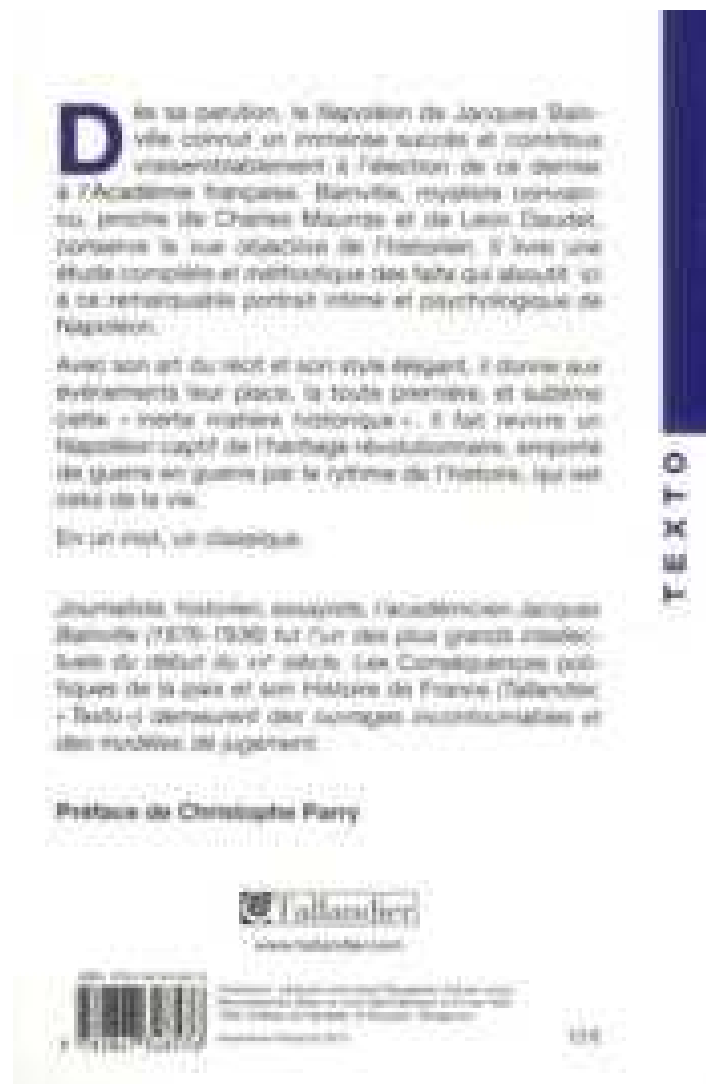 Dès sa parution, le Napoléon de Jacques Bain-
ville connut un immense succès et contribua
vraisemblablement à l'élection de ce dernier
à l'Académie française. Bainville, royaliste convain-
cu, proche de Charles Maurras et de Léon Daudet,
conserve la vue objective de l'historien. Il livre une
étude complète et méthodique des faits qui aboutit ici
à ce remarquable portrait intime et psychologique de
Napoléon.
Avec son art du récit et son style élégant, il donne aux
événements leur place, la toute première, et sublime
cette « inerte matière historique ». Il fait revivre un
Napoléon captif de l'héritage révolutionnaire, emporté
de guerre en guerre par le rythme de l'histoire, qui est
celui de la vie.
En un mot, un classique.
Journaliste, historien, essayiste, l'académicien Jacques
Bainville (1879-1936) fut l'un des plus grands intellec-
tuels du début du XXe siècle. Les Conséquences poli-
tiques de la paix et son Histoire de France (Tallandier,
« Texto ») demeurent des ouvrages incontournables et
des modèles de jugement.
Préface de Christophe Parry
Tallandier
www.tallandier.com
TEXTO